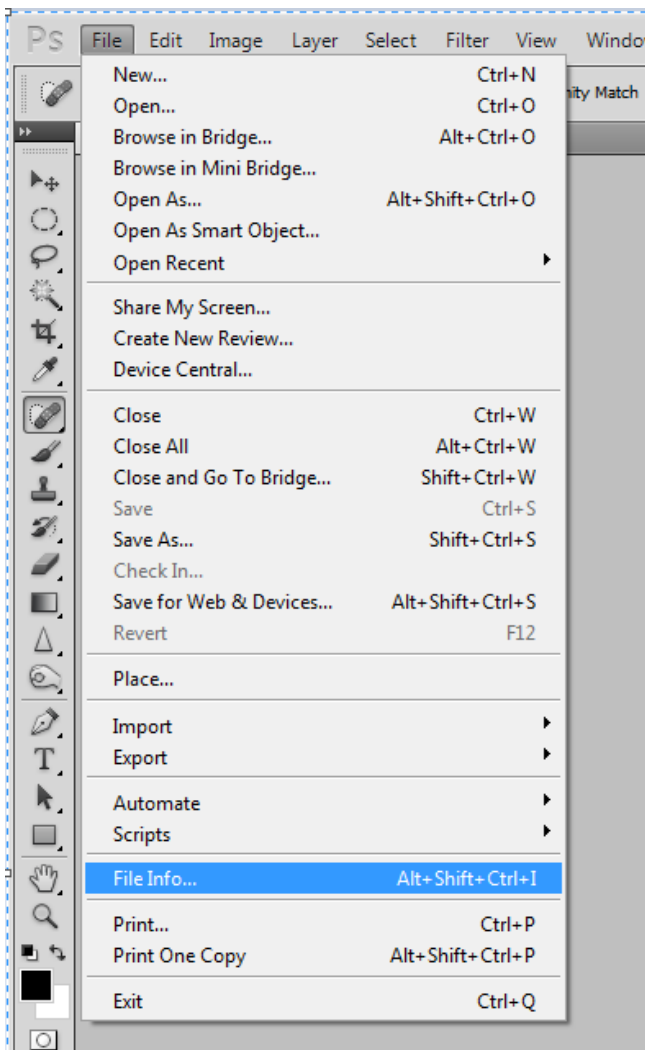 Ps File Edit Image Layer Select Filter View Windo
nity Match
New... Ctrl+N
Open... Ctrl+O
Browse in Bridge... Alt+Ctrl+O
Browse in Mini Bridge...
Open As... Alt+Shift+Ctrl+O
Open As Smart Object...
Open Recent
Share My Screen...
Create New Review...
Device Central...
Close Ctrl+W
Close All Alt+Ctrl+W
Close and Go To Bridge... Shift+Ctrl+W
Save Ctrl+S
Save As... Shift+Ctrl+S
Check In...
Save for Web & Devices... Alt+Shift+Ctrl+S
Revert F12
Place...
Import
Export
Automate
Scripts
File Info... Alt+Shift+Ctrl+I
Print... Ctrl+P
Print One Copy Alt+Shift+Ctrl+P
Exit Ctrl+Q